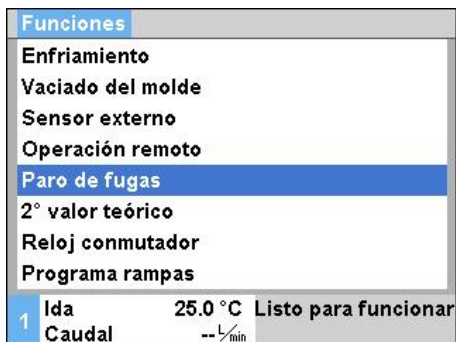 Funciones
Enfriamiento
Vaciado del molde
Sensor externo
Operación remoto
Paro de fugas
2° valor teórico
Reloj conmutador
Programa rampas
1 Ida 25.0 °C Listo para funcionar
Caudal -- L/min